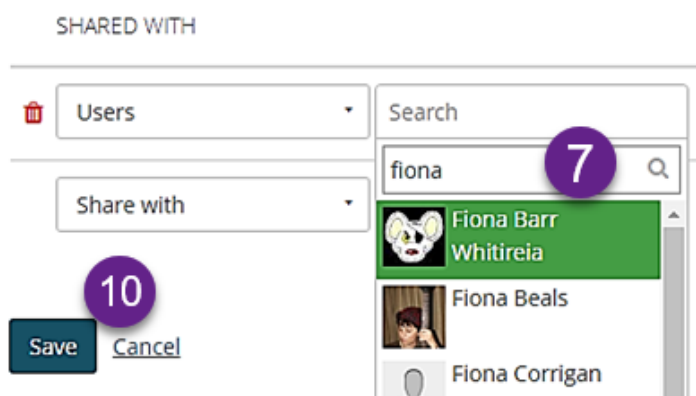 SHARED WITH
Users
Search
fiona
7
Share with
Fiona Barr
Whitireia
10
Fiona Beals
Save Cancel
Fiona Corrigan